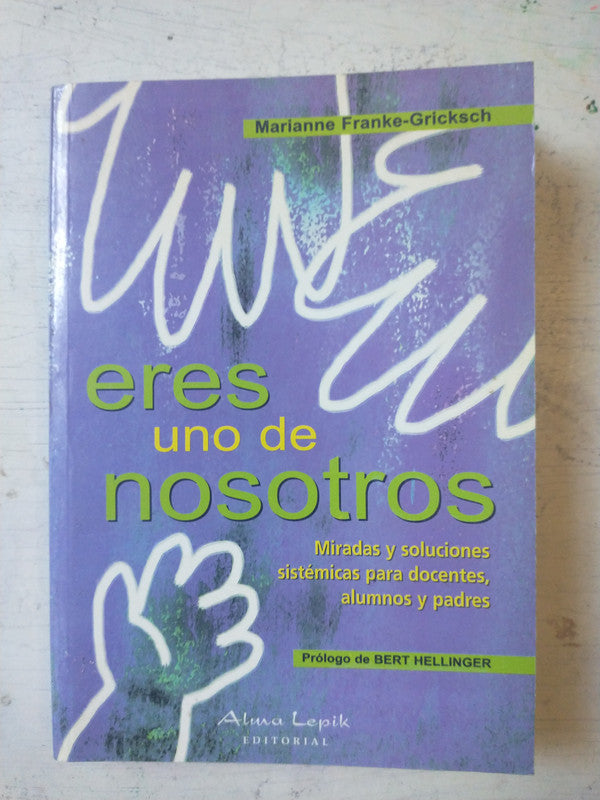 Marianne Franke-Gricksch
eres
uno de
nosotros
Miradas y soluciones
sistémicas para docentes,
alumnos y padres
Prólogo de BERT HELLINGER
Alma Lepik
EDITORIAL